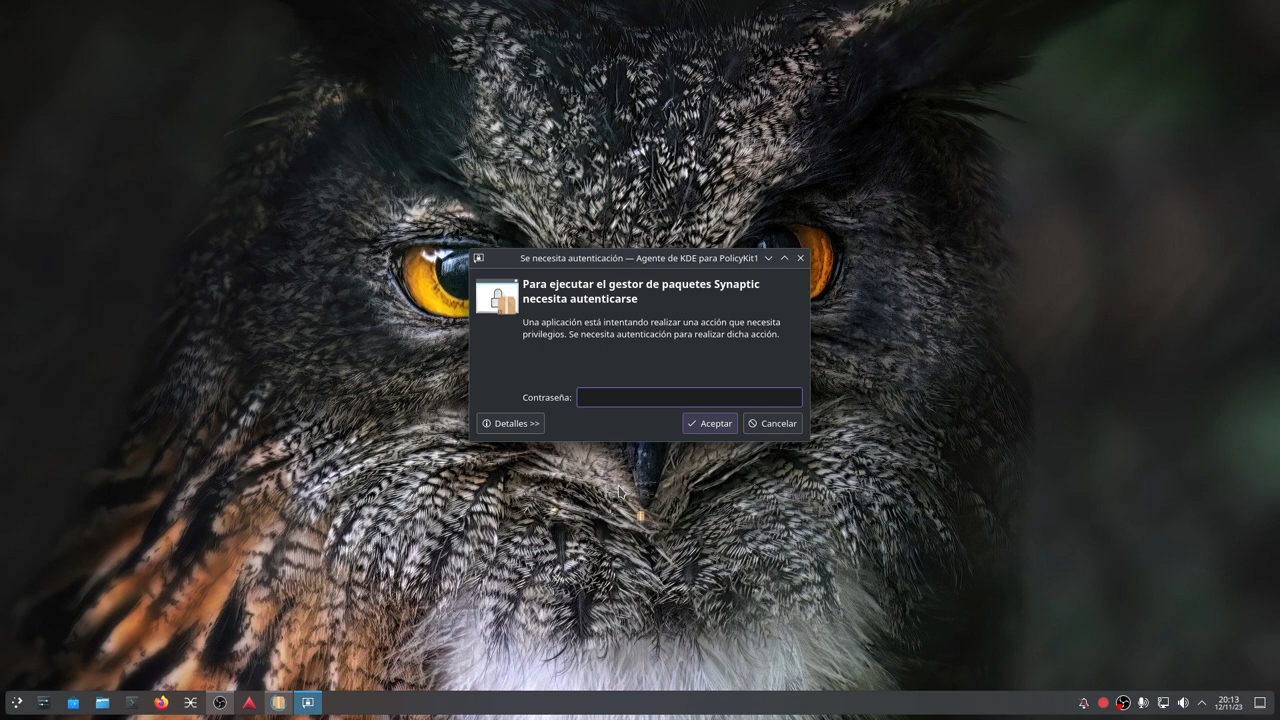 Se necesita autenticación — Agente de KDE para PolicyKit1
Para ejecutar el gestor de paquetes Synaptic
necesita autenticarse
Una aplicación está intentando realizar una acción que necesita
privilegios. Se necesita autenticación para realizar dicha acción.
Contraseña:
Detalles >>
Aceptar
Cancelar
20:13
12/11/23